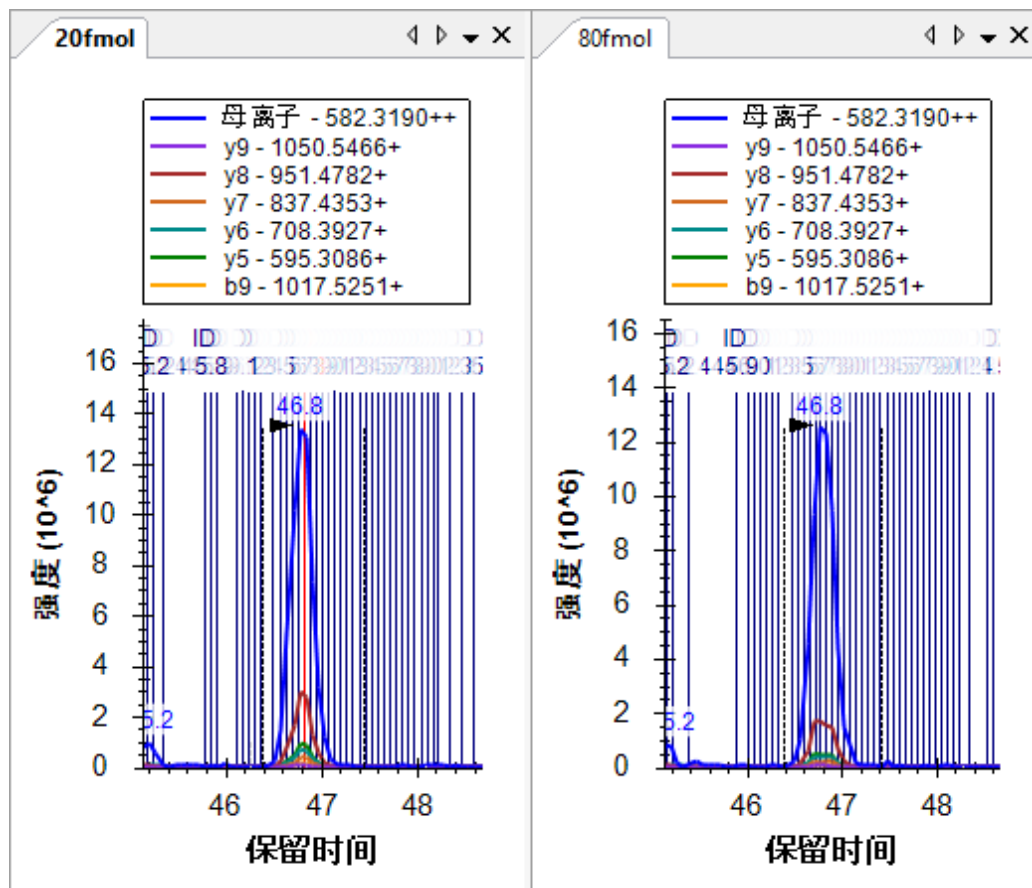 20fmol
母离子 - 582.3190++
y9 - 1050.5466+
y8 - 951.4782+
y7 - 837.4353+
y6 - 708.3927+
y5 - 595.3086+
b9 - 1017.5251+
ID
46.8
5.2
16
14
12
10
8
6
4
2
0
强度 (10^6)
46 47 48
保留时间
80fmol
母离子 - 582.3190++
y9 - 1050.5466+
y8 - 951.4782+
y7 - 837.4353+
y6 - 708.3927+
y5 - 595.3086+
b9 - 1017.5251+
ID
46.8
5.2
16
14
12
10
8
6
4
2
0
强度 (10^6)
46 47 48
保留时间